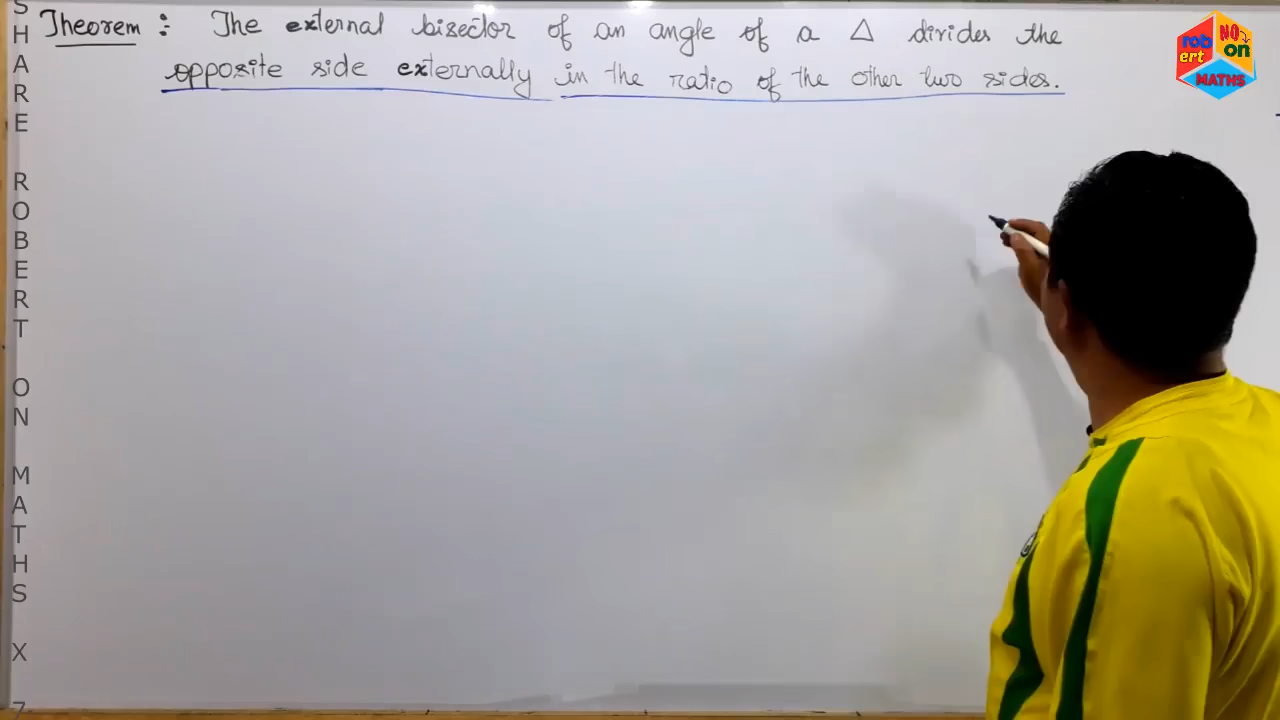 Theorem : The external bisector of an angle of a △ divides the
opposite side externally in the ratio of the other two sides.
rob
ert
NO
on
MATHS
SHARE ROBERT ON MATHS X 7